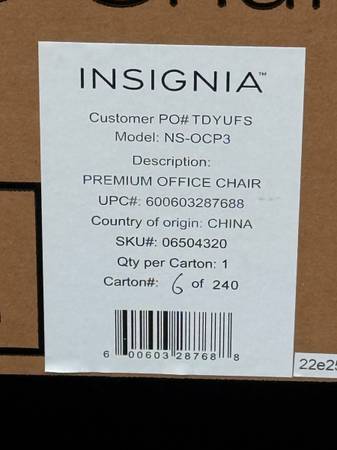 INSIGNIA™
Customer PO# TDYUFS
Model: NS-OCP3
Description:
PREMIUM OFFICE CHAIR
UPC#: 600603287688
Country of origin: CHINA
SKU#: 06504320
Qty per Carton: 1
Carton#: 6 of 240
6 00603 28768 8